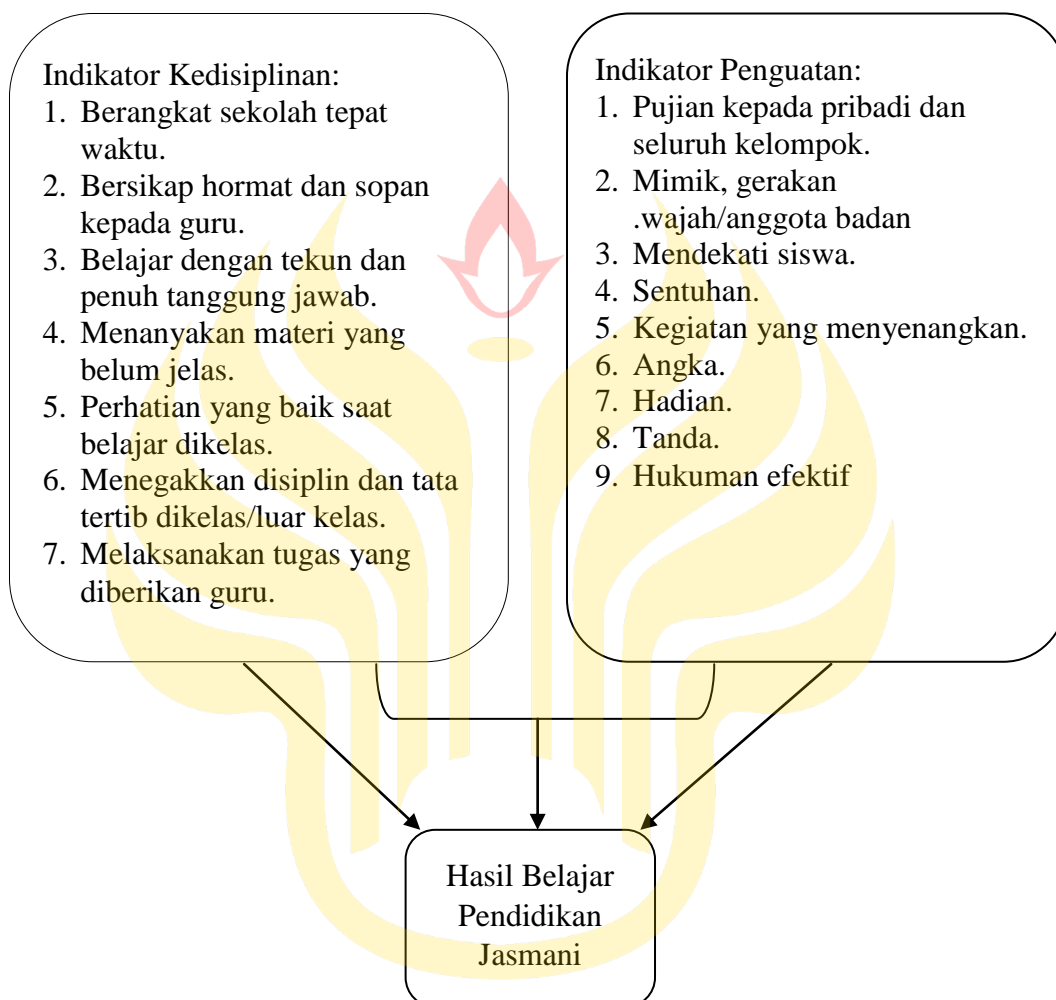 Indikator Kedisiplinan:
1. Berangkat sekolah tepat
waktu.
2. Bersikap hormat dan sopan
kepada guru.
3. Belajar dengan tekun dan
penuh tanggung jawab.
4. Menanyakan materi yang
belum jelas.
5. Perhatian yang baik saat
belajar dikelas.
6. Menegakkan disiplin dan tata
tertib dikelas/luar kelas.
7. Melaksanakan tugas yang
diberikan guru.
Indikator Penguatan:
1. Pujian kepada pribadi dan
seluruh kelompok.
2. Mimik, gerakan
.wajah/anggota badan
3. Mendekati siswa.
4. Sentuhan.
5. Kegiatan yang menyenangkan.
6. Angka.
7. Hadian.
8. Tanda.
9. Hukuman efektif
Hasil Belajar
Pendidikan
Jasmani